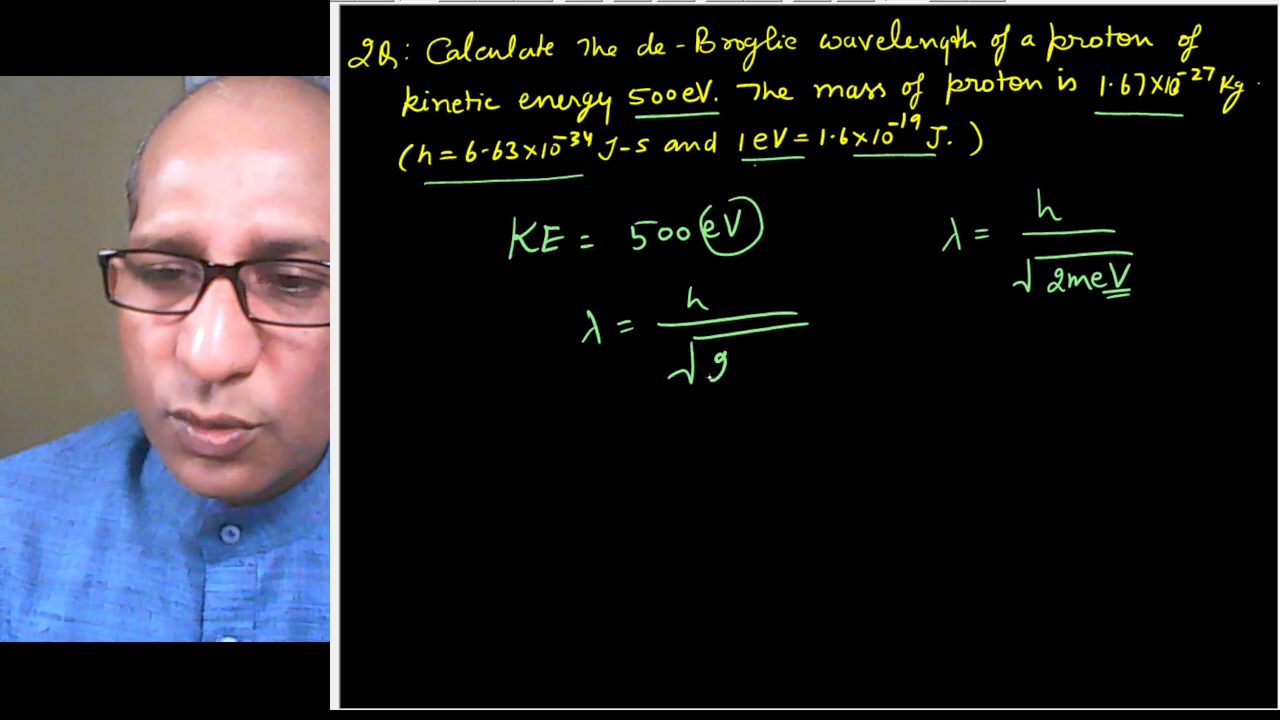 2Q: Calculate The de-Broglie wavelength of a proton of
kinetic energy 500eV. The mass of proton is 1.67×10⁻²⁷ Kg.
(h = 6.63×10⁻³⁴ J-s and 1eV = 1.6×10⁻¹⁹ J.)
KE = 500 eV
λ = h / √2meV
λ = h / √9